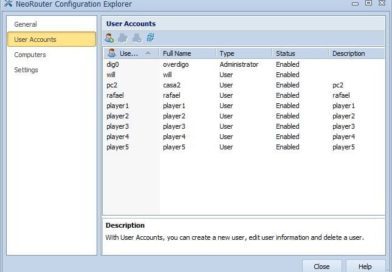 NeoRouter Configuration Explorer
General
User Accounts
Computers
Settings
User Accounts
Use... Full Name Type Status Description
dig0 overdigo Administrator Enabled
will will User Enabled
pc2 casa2 User Enabled pc2
rafael rafael User Enabled rafael
player1 player1 User Enabled player1
player2 player2 User Enabled player2
player3 player3 User Enabled player3
player4 player4 User Enabled player4
player5 player5 User Enabled player5
Description
With User Accounts, you can create a new user, edit user information and delete a user.
Close Help